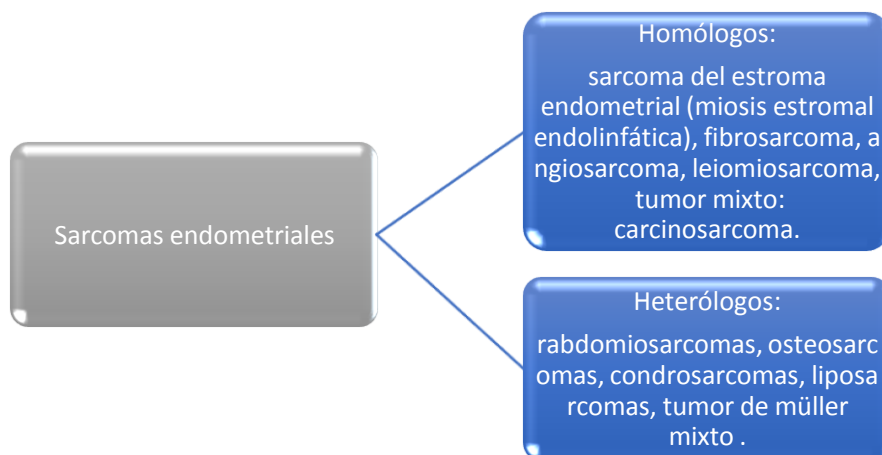 Sarcomas endometriales
Homólogos:
sarcoma del estroma
endometrial (miosis estromal
endolinfática), fibrosarcoma, a
ngiosarcoma, leiomiosarcoma,
tumor mixto:
carcinosarcoma.
Heterólogos:
rabdomiosarcomas, osteosarc
omas, condrosarcomas, liposa
rcomas, tumor de müller
mixto .